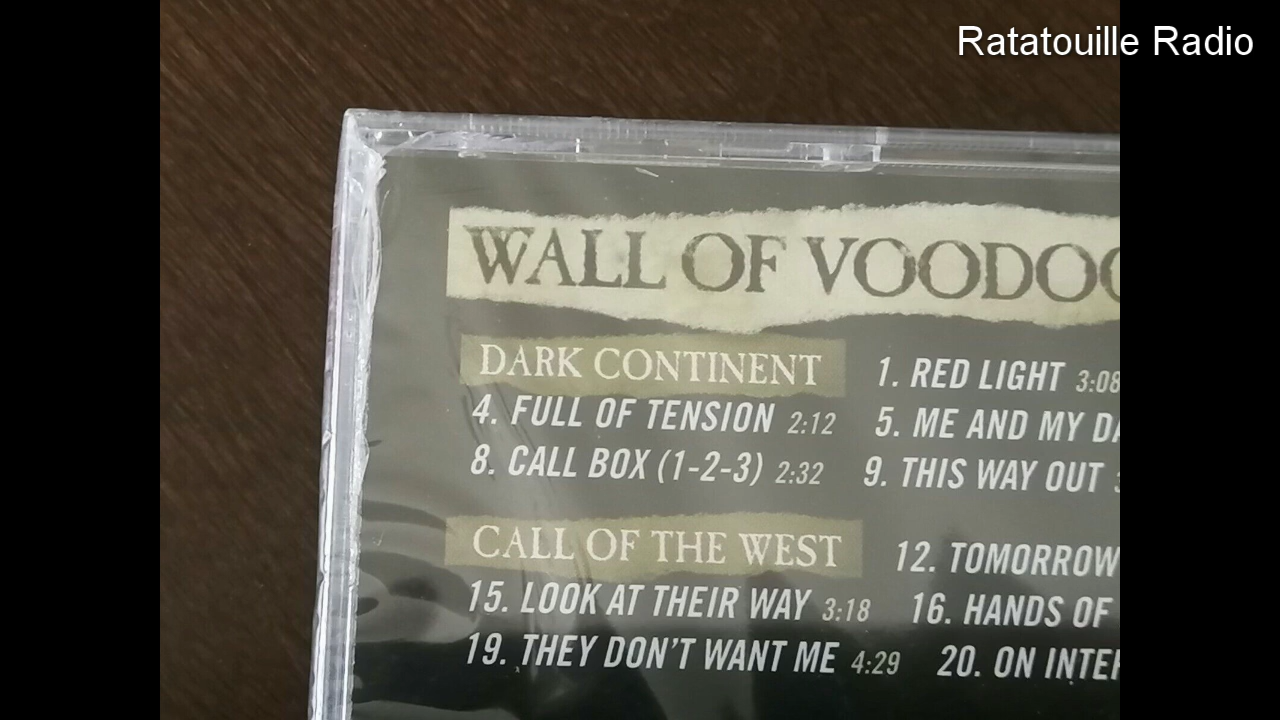 Ratatouille Radio
WALL OF VOODOO
DARK CONTINENT 1. RED LIGHT 3:08
4. FULL OF TENSION 2:12 5. ME AND MY
8. CALL BOX (1-2-3) 2:32 9. THIS WAY OUT
CALL OF THE WEST 12. TOMORROW
15. LOOK AT THEIR WAY 3:18 16. HANDS OF
19. THEY DON'T WANT ME 4:29 20. ON